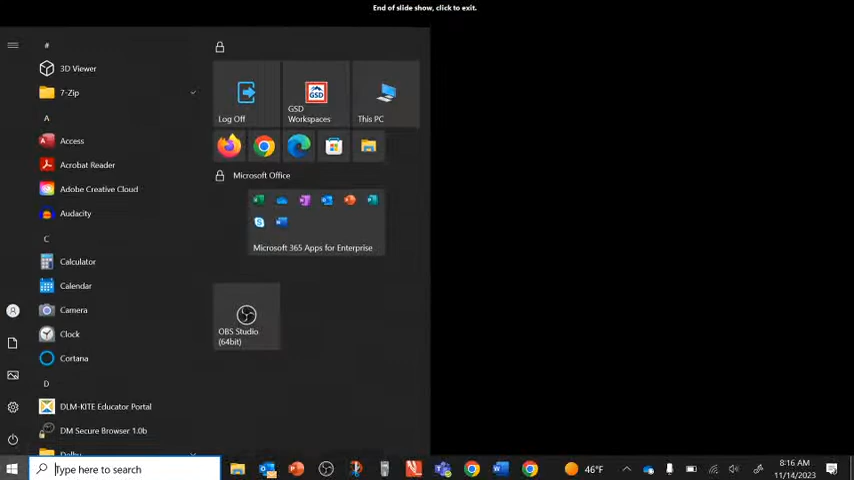 End of slide show, click to exit.
#
3D Viewer
7-Zip
A
Access
Acrobat Reader
Adobe Creative Cloud
Audacity
C
Calculator
Calendar
Camera
Clock
Cortana
D
DLM-KITE Educator Portal
DM Secure Browser 1.0b
Dolby
Log Off
GSD
GSD
Workspaces
This PC
Microsoft Office
Microsoft 365 Apps for Enterprise
OBS Studio
(64bit)
Type here to search
46°F
8:16 AM
11/14/2023